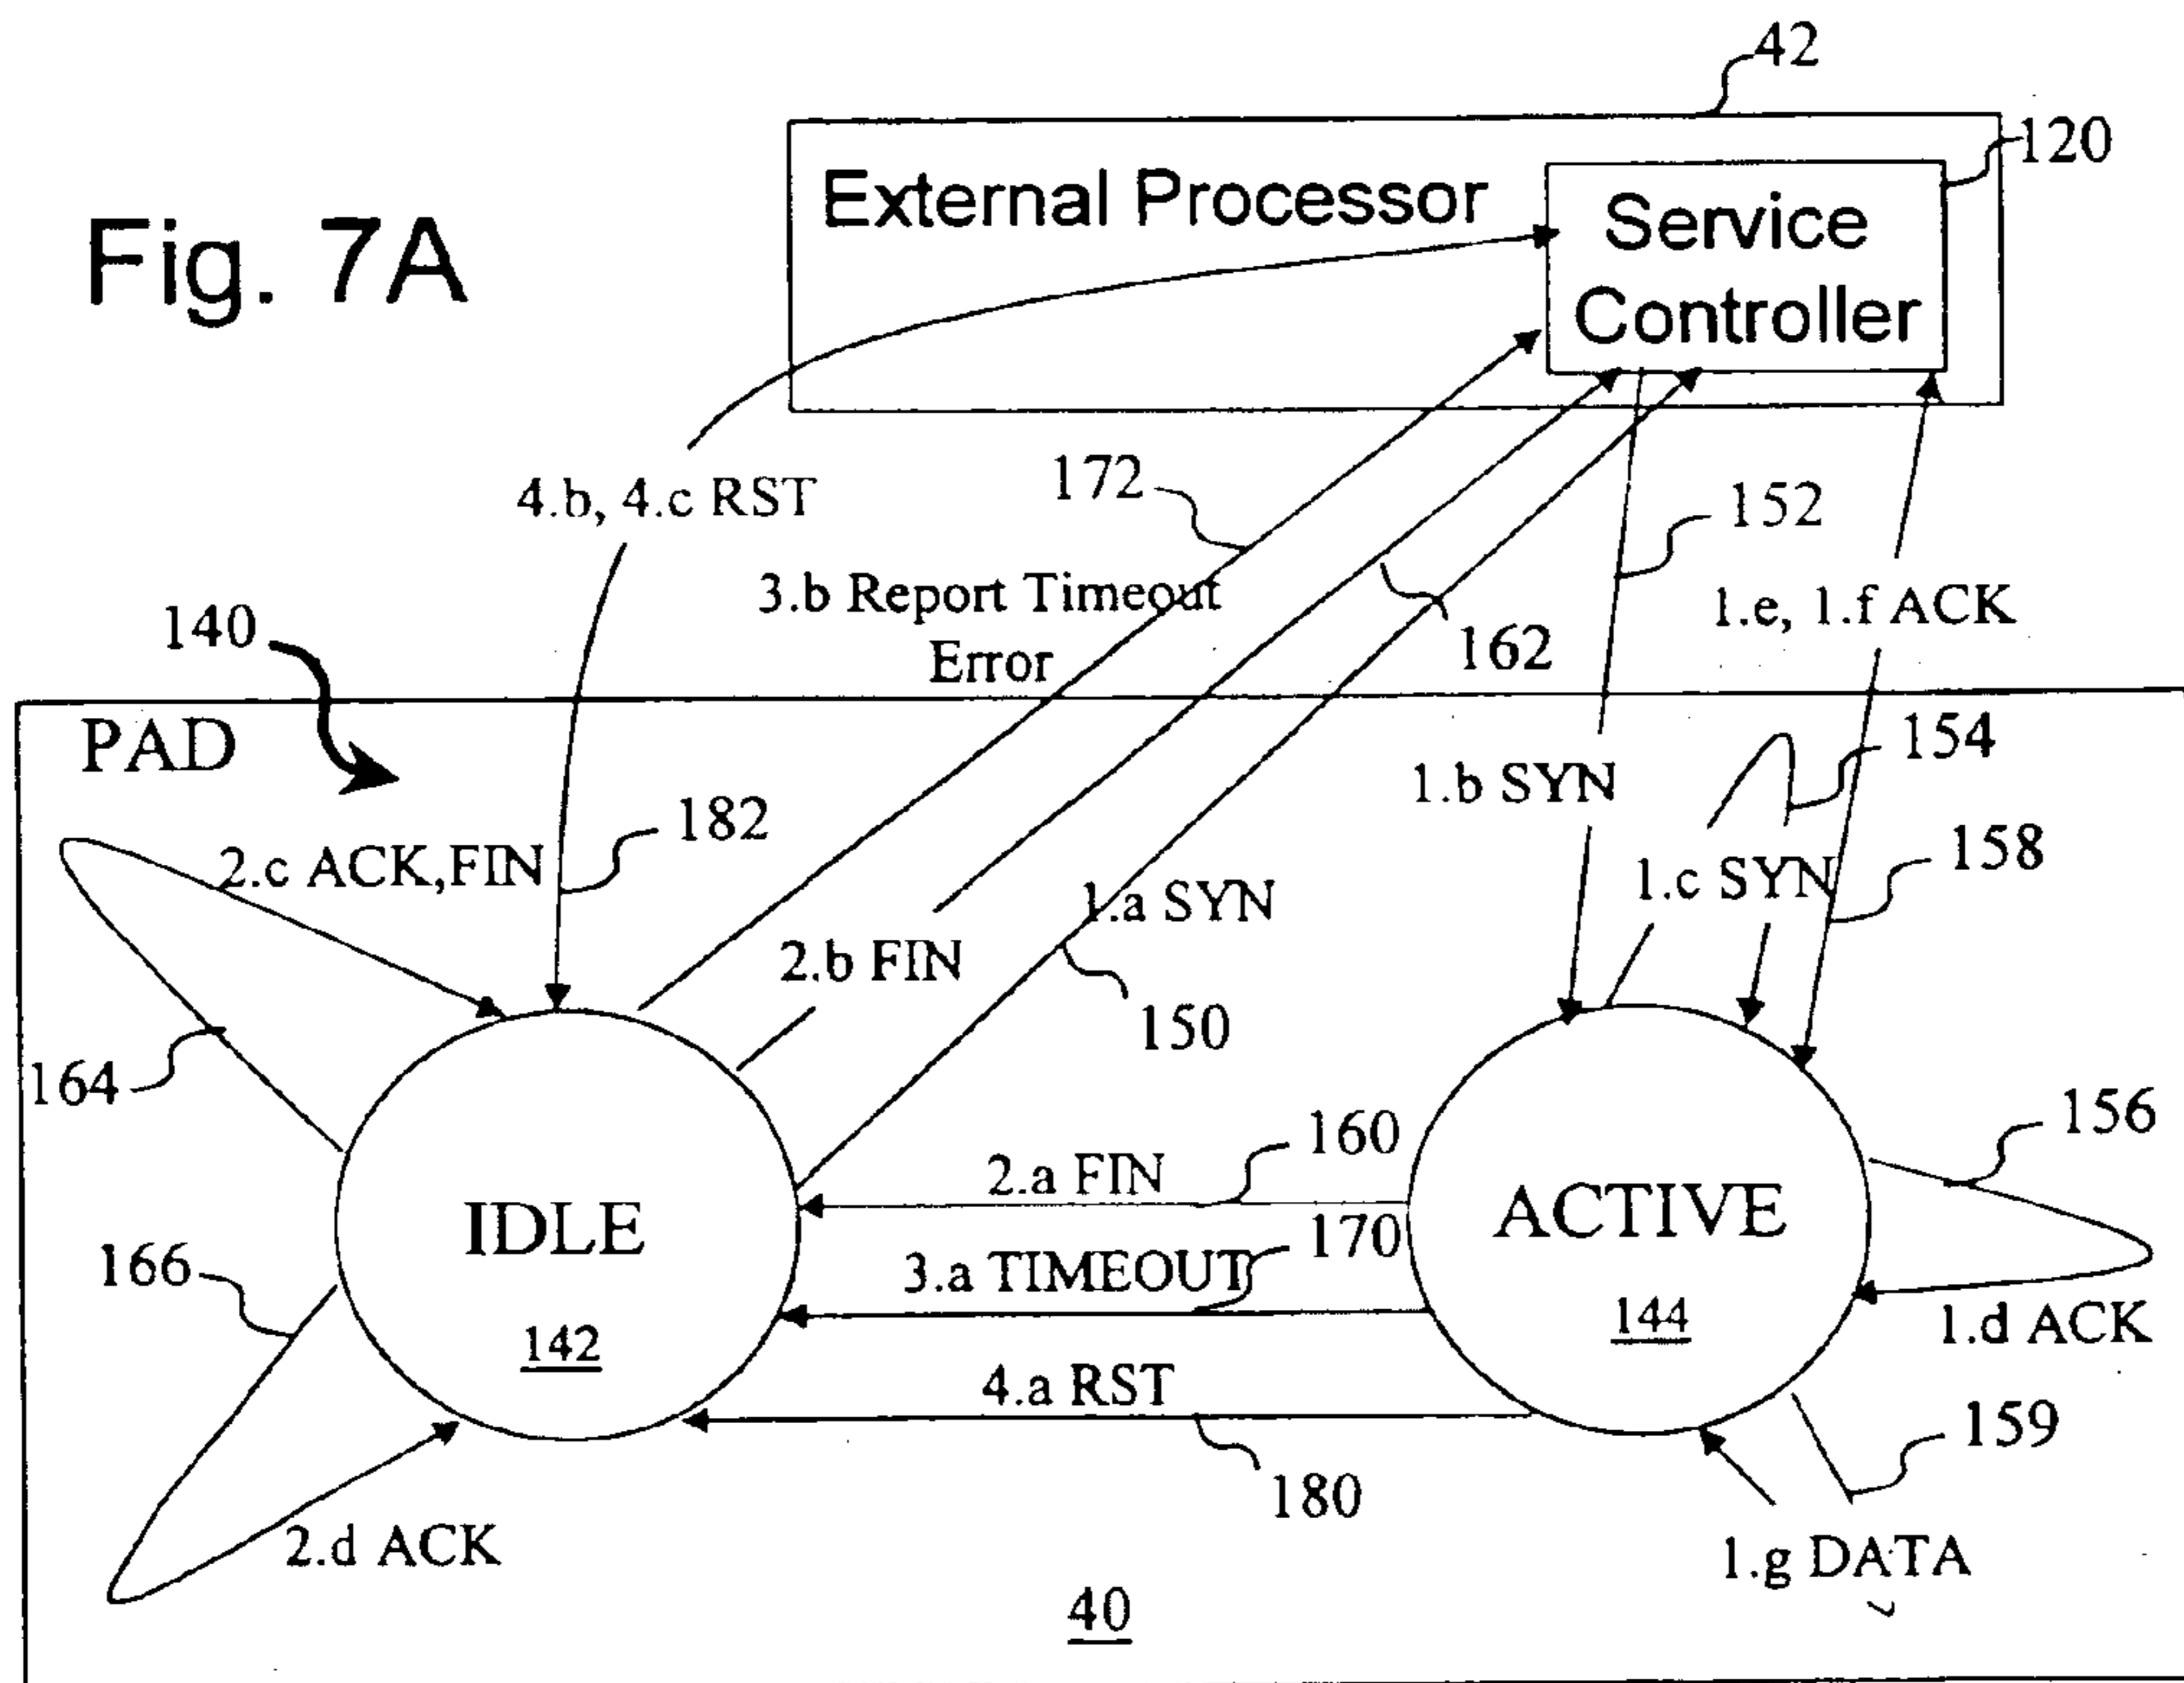 42
120
External Processor
Service
Controller
Fig. 7A
4.b, 4.c RST
172
152
3.b Report Timeout
Error
162
1.e, 1.f ACK
140
PAD
154
1.b SYN
182
158
2.c ACK,FIN
1.c SYN
1.a SYN
2.b FIN
150
164
156
160
2.a FIN
IDLE
ACTIVE
170
3.a TIMEOUT
166
142
144
1.d ACK
4.a RST
159
180
2.d ACK
1.g DATA
40